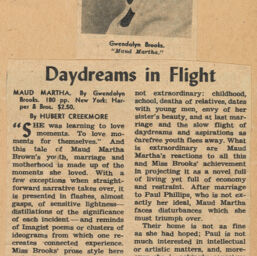 Gwendolyn Brooks.
"Maud Martha."
Daydreams in Flight
MAUD MARTHA. By Gwendolyn
Brooks. 180 pp. New York: Har-
per & Bros. $2.50.
By HUBERT CREEKMORE
"SHE was learning to love
moments. To love mo-
ments for themselves." And
this tale of Maud Martha
Brown's youth, marriage and
motherhood is made up of the
moments she loved. With a
few exceptions when straight-
forward narrative takes over, it
is presented in flashes, almost
gasps, of sensitive lightness—
distillations of the significance
of each incident—and reminds
of Imagist poems or clusters of
ideograms from which one re-
creates connected experience.
Miss Brooks' prose style here
not extraordinary: childhood,
school, deaths of relatives, dates
with young men, envy of her
sister's beauty, and at last mar-
riage and the slow flight of
daydreams and aspirations as
carefree youth flees away. What
is extraordinary are Maud
Martha's reactions to all this
and Miss Brooks' achievement
in projecting it as a novel full
of living yet full of economy
and restraint. After marriage
to Paul Phillips, who is not ex-
actly her ideal, Maud Martha
faces disturbances which she
must triumph over.
Their home is not as fine
as she had hoped; Paul is not
much interested in intellectual
or artistic matters, and, more-